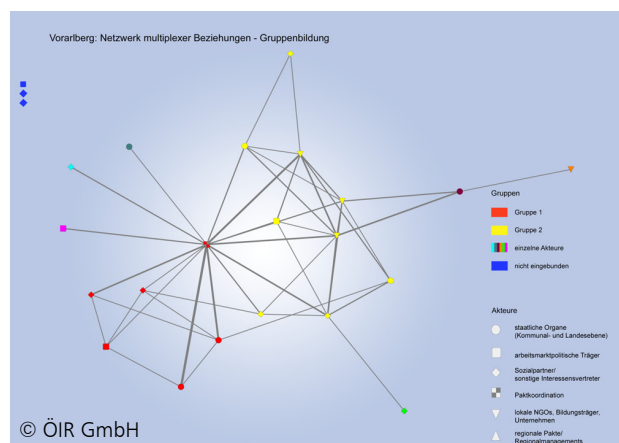 Vorarlberg: Netzwerk multiplexer Beziehungen - Gruppenbildung
Gruppen
Gruppe 1
Gruppe 2
einzelne Akteure
nicht eingebunden
Akteure
staatliche Organe
(Kommunal- und Landesebene)
arbeitsmarktpolitische Träger
Sozialpartner/
sonstige Interessensvertreter
Paktkoordination
lokale NGOs, Bildungsträger,
Unternehmen
regionale Pakte/
Regionalmanagements
© ÖIR GmbH